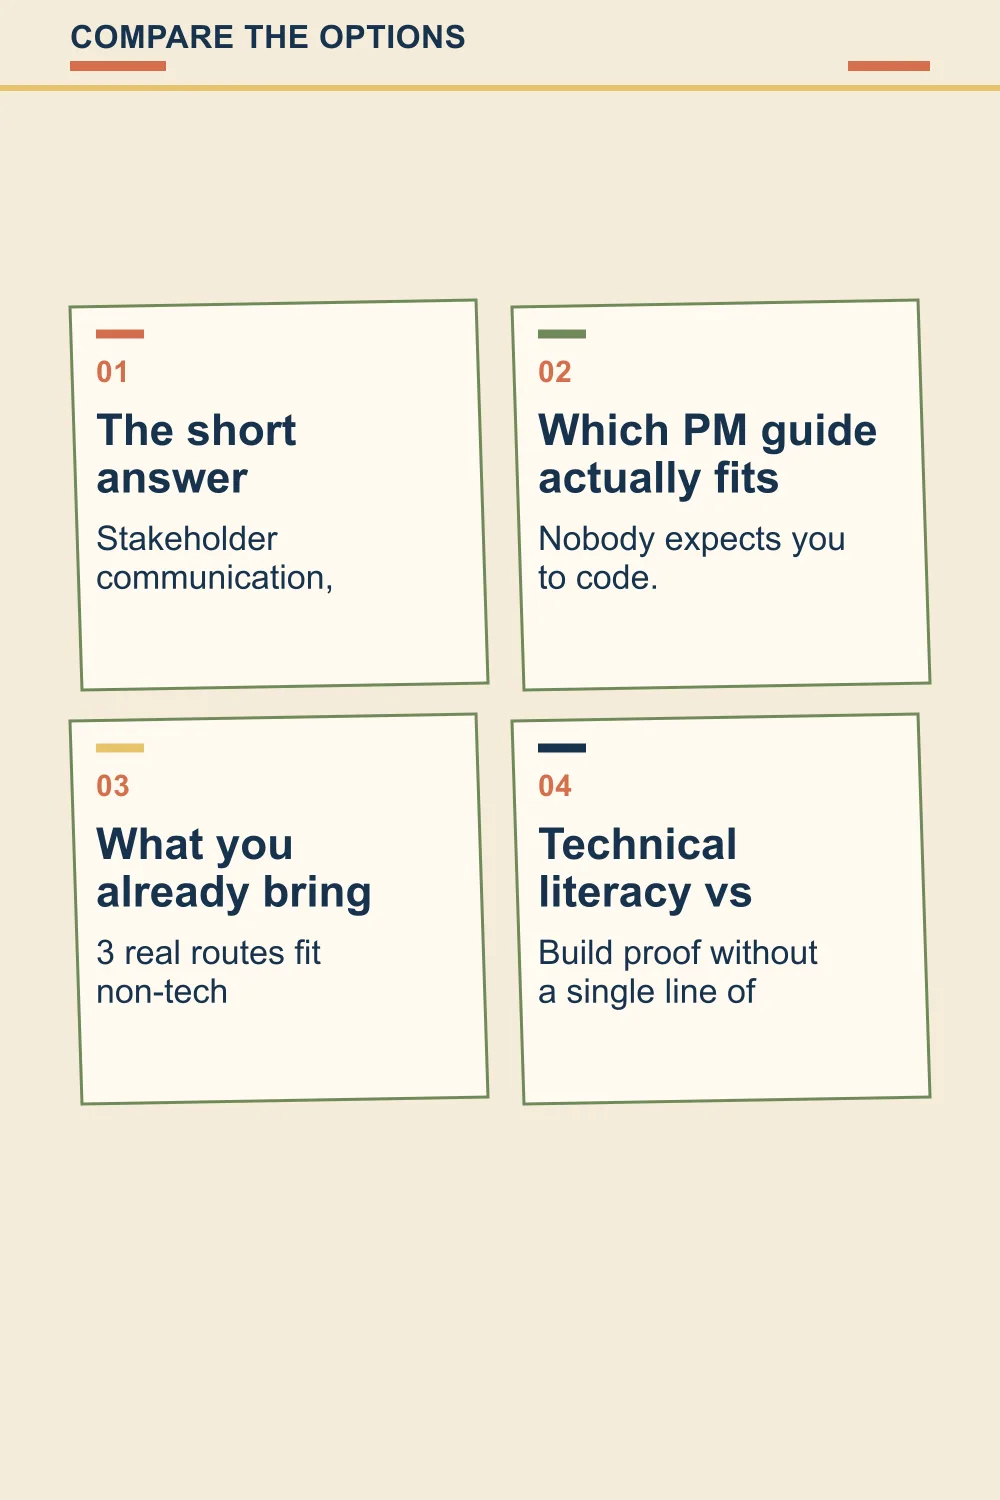 COMPARE THE OPTIONS
01
The short
answer
Stakeholder
communication,
02
Which PM guide
actually fits
Nobody expects you
to code.
03
What you
already bring
3 real routes fit
non-tech
04
Technical
literacy vs
Build proof without
a single line of